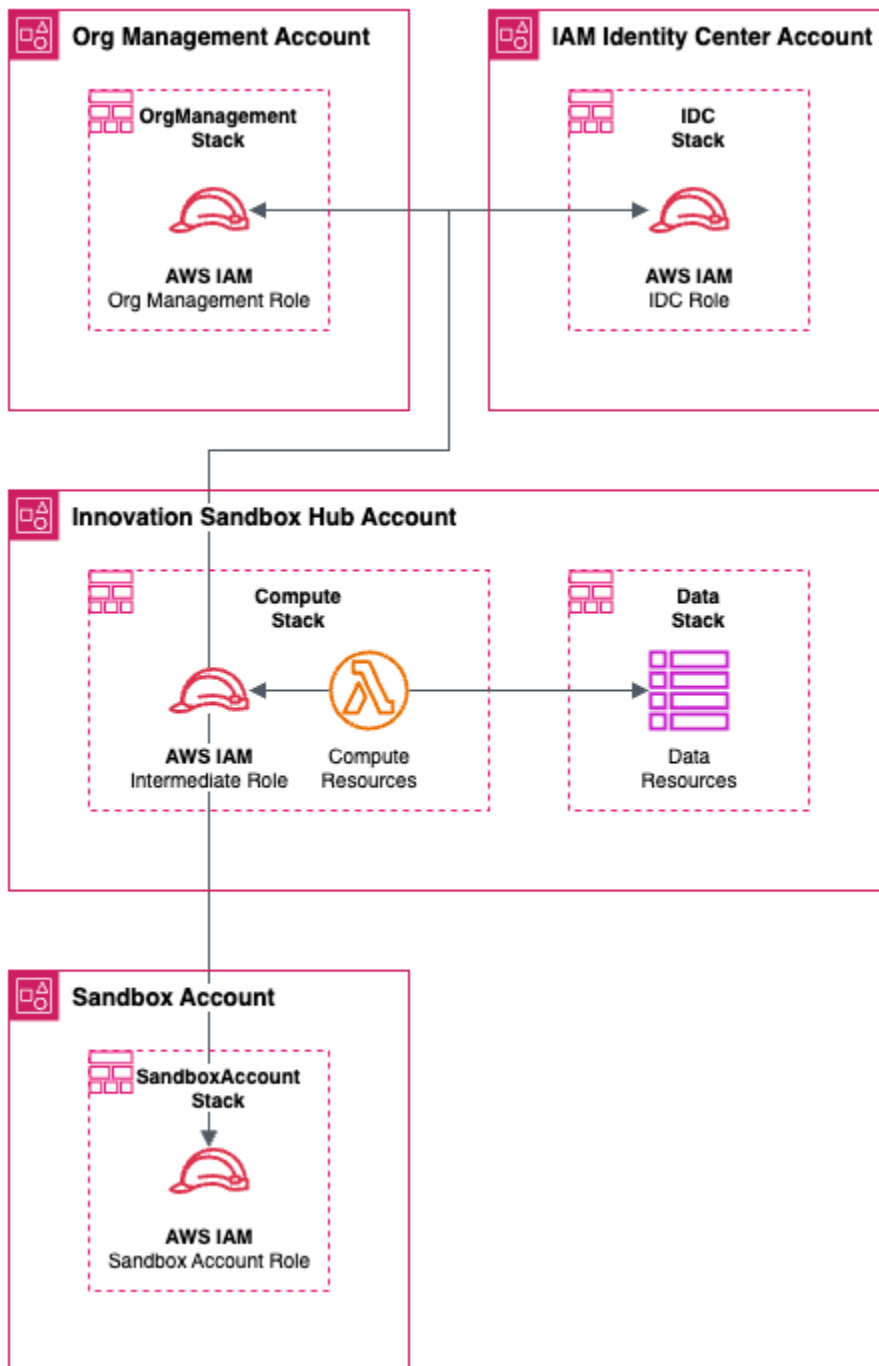 Org Management Account
OrgManagement
Stack
AWS IAM
Org Management Role
IAM Identity Center Account
IDC
Stack
AWS IAM
IDC Role
Innovation Sandbox Hub Account
Compute
Stack
AWS IAM
Intermediate Role
Compute
Resources
Data
Stack
Data
Resources
Sandbox Account
SandboxAccount
Stack
AWS IAM
Sandbox Account Role